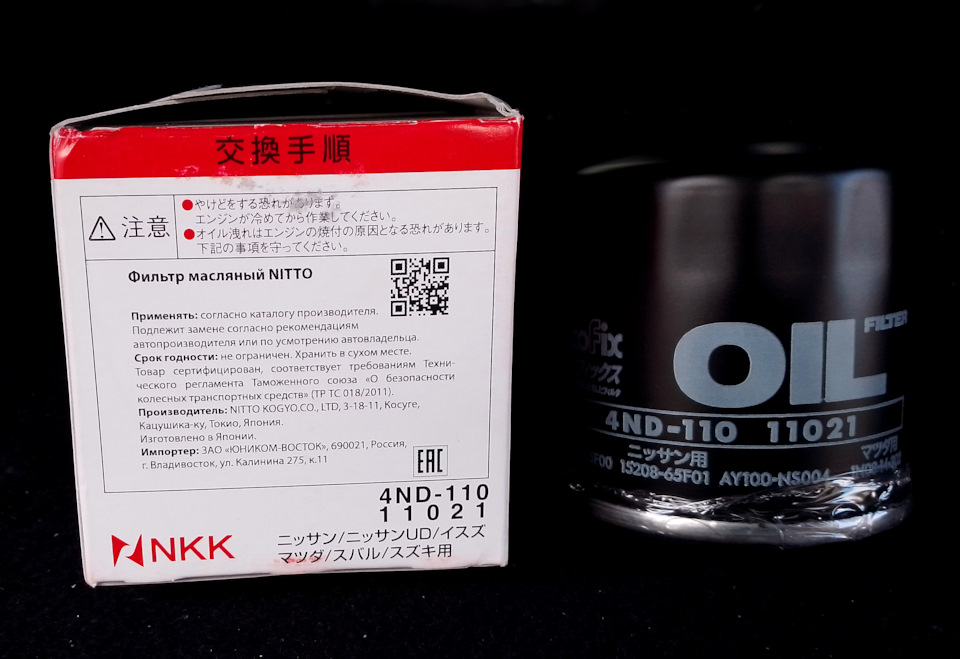 交換手順
⚠ 注意
●やけどをする恐れがあります。
エンジンが冷めてから作業してください。
●オイル洩れはエンジンの焼付の原因となる恐れがあります。
下記の事項を守ってください。
Фильтр масляный NITTO
Применять: согласно каталогу производителя.
Подлежит замене согласно рекомендациям
автопроизводителя или по усмотрению автовладельца.
Срок годности: не ограничен. Хранить в сухом месте.
Товар сертифицирован, соответствует требованиям Техни-
ческого регламента Таможенного союза «О безопасности
колесных транспортных средств» (ТР ТС 018/2011).
Производитель: NITTO KOGYO.CO., LTD, 3-18-11, Косуге,
Кацушика-ку, Токио, Япония.
Изготовлено в Японии.
Импортер: ЗАО «ЮНИКОМ-ВОСТОК», 690021, Россия,
г. Владивосток, ул. Калинина 275, к.11
EAC
4ND-110
11021
NKK
ニッサン/ニッサンUD/イスズ
マツダ/スバル/スズキ用
fix
OIL
FILTER
4ND-110 11021
ニッサン用 マツダ用
15208-65F01 AY100-NS004